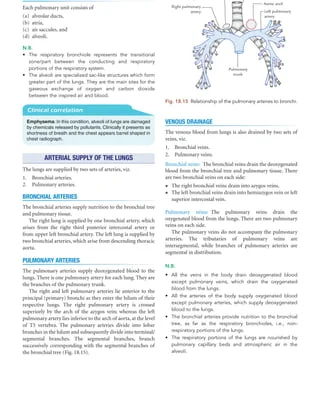 Each pulmonary unit consists of
(a) alveolar ducts,
(b) atria,
(c) air saccules, and
(d) alveoli.
N.B.
• The respiratory bronchiole represents the transitional
zone/part between the conducting and respiratory
portions of the respiratory system.
• The alveoli are specialized sac-like structures which form
greater part of the lungs. They are the main sites for the
gaseous exchange of oxygen and carbon dioxide
between the inspired air and blood.
Clinical correlation
Emphysema: In this condition, alveoli of lungs are damaged
by chemicals released by pollutants. Clinically it presents as
shortness of breath and the chest appears barrel shaped in
chest radiograph.
ARTERIAL SUPPLY OF THE LUNGS
The lungs are supplied by two sets of arteries, viz.
1. Bronchial arteries.
2. Pulmonary arteries.
BRONCHIAL ARTERIES
The bronchial arteries supply nutrition to the bronchial tree
and pulmonary tissue.
The right lung is supplied by one bronchial artery, which
arises from the right third posterior intercostal artery or
from upper left bronchial artery. The left lung is supplied by
two bronchial arteries, which arise from descending thoracic
aorta.
PULMONARY ARTERIES
The pulmonary arteries supply deoxygenated blood to the
lungs. There is one pulmonary artery for each lung. They are
the branches of the pulmonary trunk.
The right and left pulmonary arteries lie anterior to the
principal (primary) bronchi as they enter the hilum of their
respective lungs. The right pulmonary artery is crossed
superiorly by the arch of the azygos vein whereas the left
pulmonary artery lies inferior to the arch of aorta, at the level
of T5 vertebra. The pulmonary arteries divide into lobar
branches in the hilum and subsequently divide into terminal/
segmental branches. The segmental branches, branch
successively corresponding with the segmental branches of
the bronchial tree (Fig. 18.15).
Right pulmonary
artery
Aortic arch
Left pulmonary
artery
Pulmonary
trunk
Fig. 18.15 Relationship of the pulmonary arteries to bronchi.
VENOUS DRAINAGE
The venous blood from lungs is also drained by two sets of
veins, viz.
1. Bronchial veins.
2. Pulmonary veins.
Bronchial veins: The bronchial veins drain the deoxygenated
blood from the bronchial tree and pulmonary tissue. There
are two bronchial veins on each side:
• The right bronchial veins drain into azygos veins.
• The left bronchial veins drain into hemiazygos vein or left
superior intercostal vein.
Pulmonary veins: The pulmonary veins drain the
oxygenated blood from the lungs. There are two pulmonary
veins on each side.
The pulmonary veins do not accompany the pulmonary
arteries. The tributaries of pulmonary veins are
intersegmental, while branches of pulmonary arteries are
segmental in distribution.
N.B.
• All the veins in the body drain deoxygenated blood
except pulmonary veins, which drain the oxygenated
blood from the lungs.
• All the arteries of the body supply oxygenated blood
except pulmonary arteries, which supply deoxygenated
blood to the lungs.
• The bronchial arteries provide nutrition to the bronchial
tree, as far as the respiratory bronchioles, i.e., non-
respiratory portions of the lungs.
• The respiratory portions of the lungs are nourished by
pulmonary capillary beds and atmospheric air in the
alveoli.